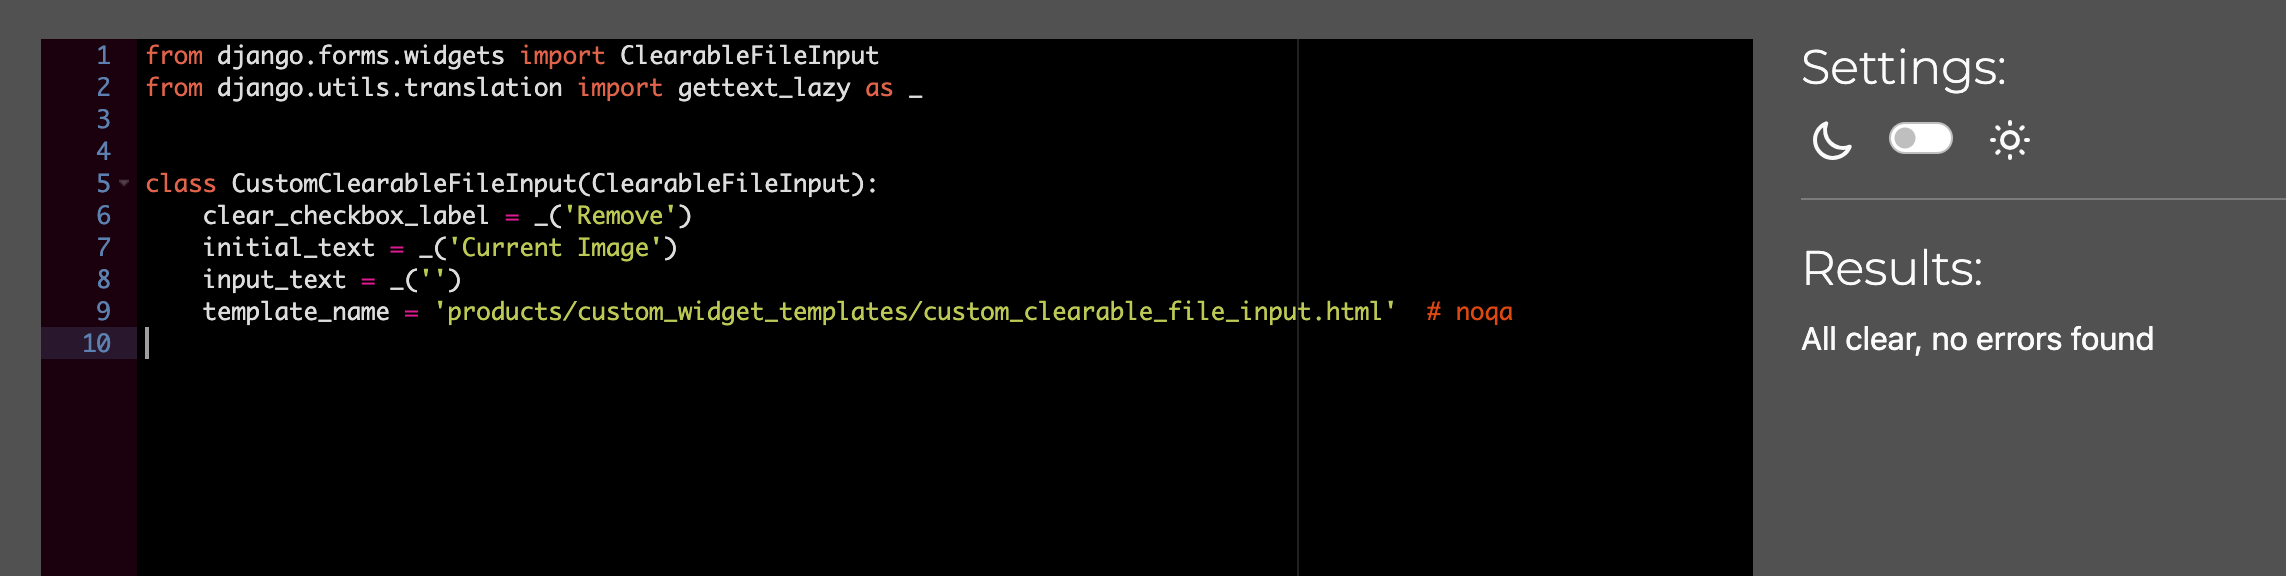 1 from django.forms.widgets import ClearableFileInput
2 from django.utils.translation import gettext_lazy as _
3
4
5 class CustomClearableFileInput(ClearableFileInput):
6     clear_checkbox_label = _('Remove')
7     initial_text = _('Current Image')
8     input_text = _('')
9     template_name = 'products/custom_widget_templates/custom_clearable_file_input.html'  # noqa
10
Settings:
Results:
All clear, no errors found